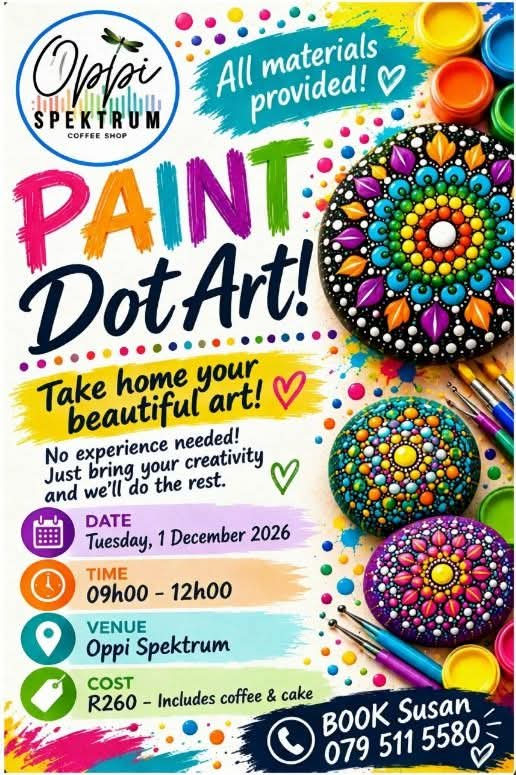 Oppi
SPEKTRUM
COFFEE SHOP
All materials
provided!
PAINT
Dot Art!
Take home your
beautiful art!
No experience needed!
Just bring your creativity
and we'll do the rest.
DATE
Tuesday, 1 December 2026
TIME
09h00 – 12h00
VENUE
Oppi Spektrum
COST
R260 – Includes coffee & cake
BOOK Susan
079 511 5580